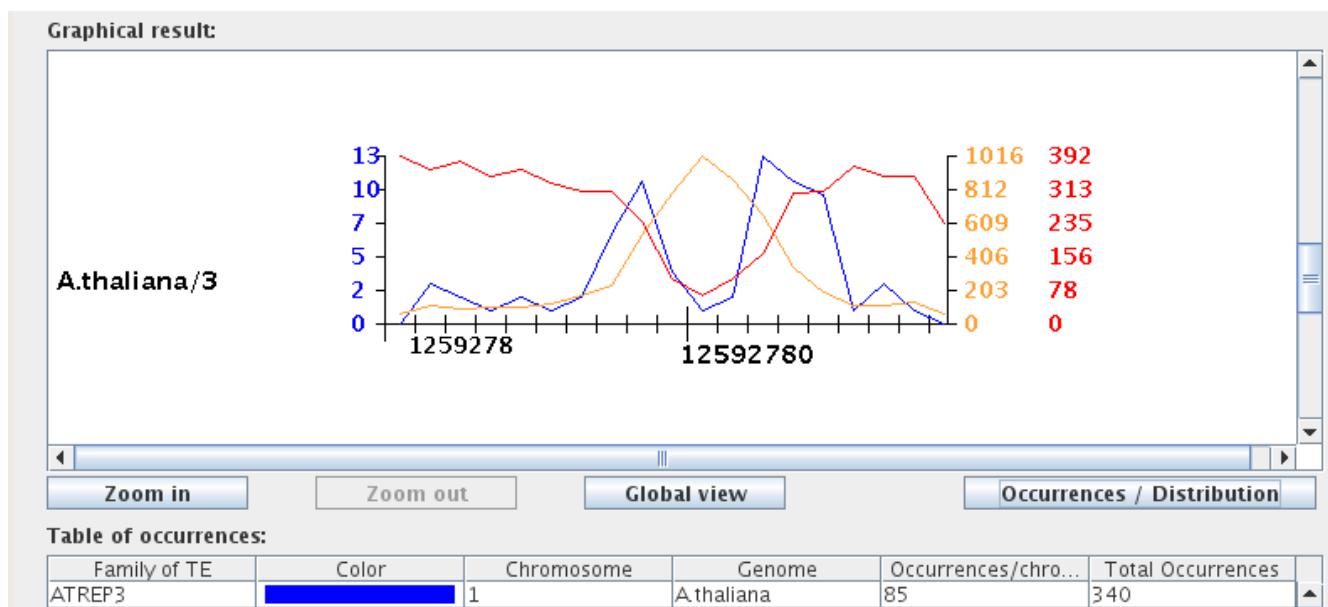 Graphical result:
13 1016 392
10 812 313
7 609 235
5 406 156
A.thaliana/3
2 203 78
0 0 0
1259278 12592780
Zoom in Zoom out Global view Occurrences / Distribution
Table of occurrences:
Family of TE Color Chromosome Genome Occurrences/chro... Total Occurrences
ATREP3 1 A.thaliana 85 340